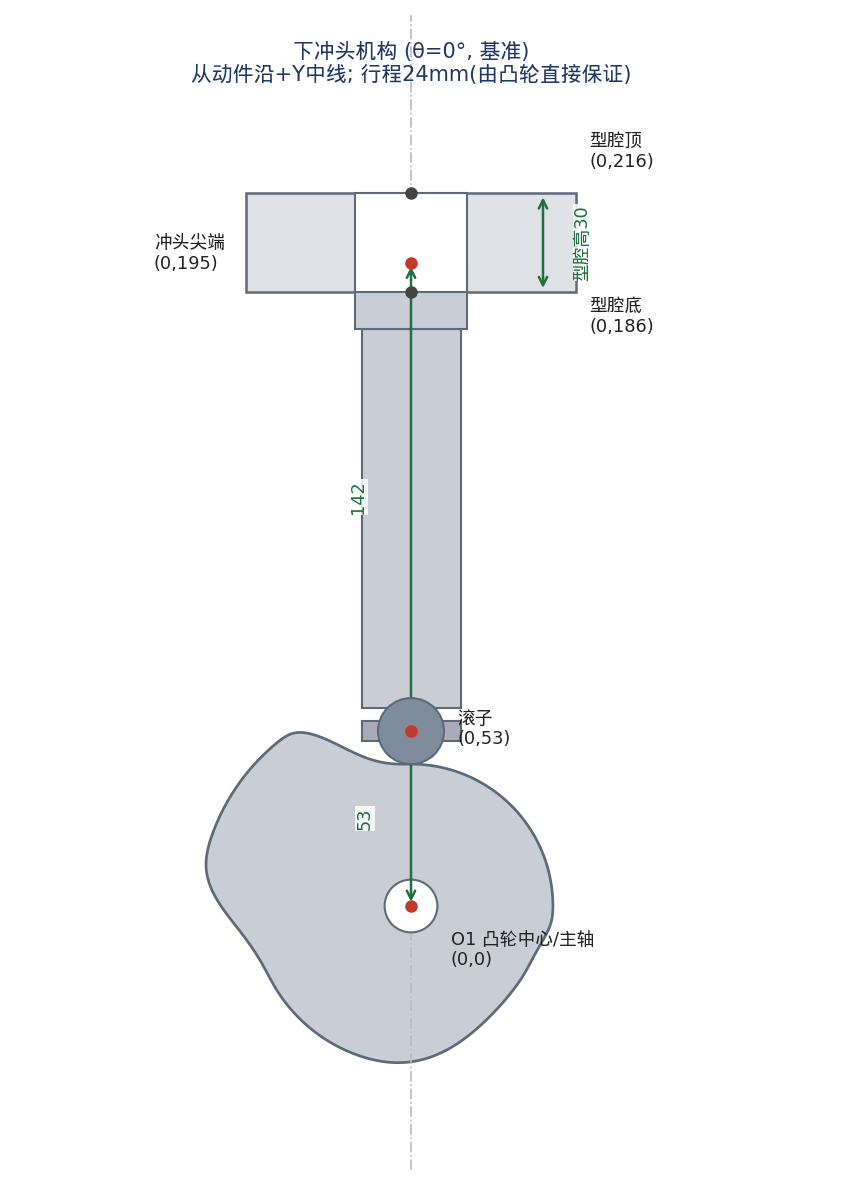 下冲头机构 (θ=0°, 基准)
从动件沿+Y中线; 行程24mm(由凸轮直接保证)
型腔顶
(0,216)
冲头尖端
(0,195)
型腔高30
型腔底
(0,186)
142
滚子
(0,53)
53
O1 凸轮中心/主轴
(0,0)